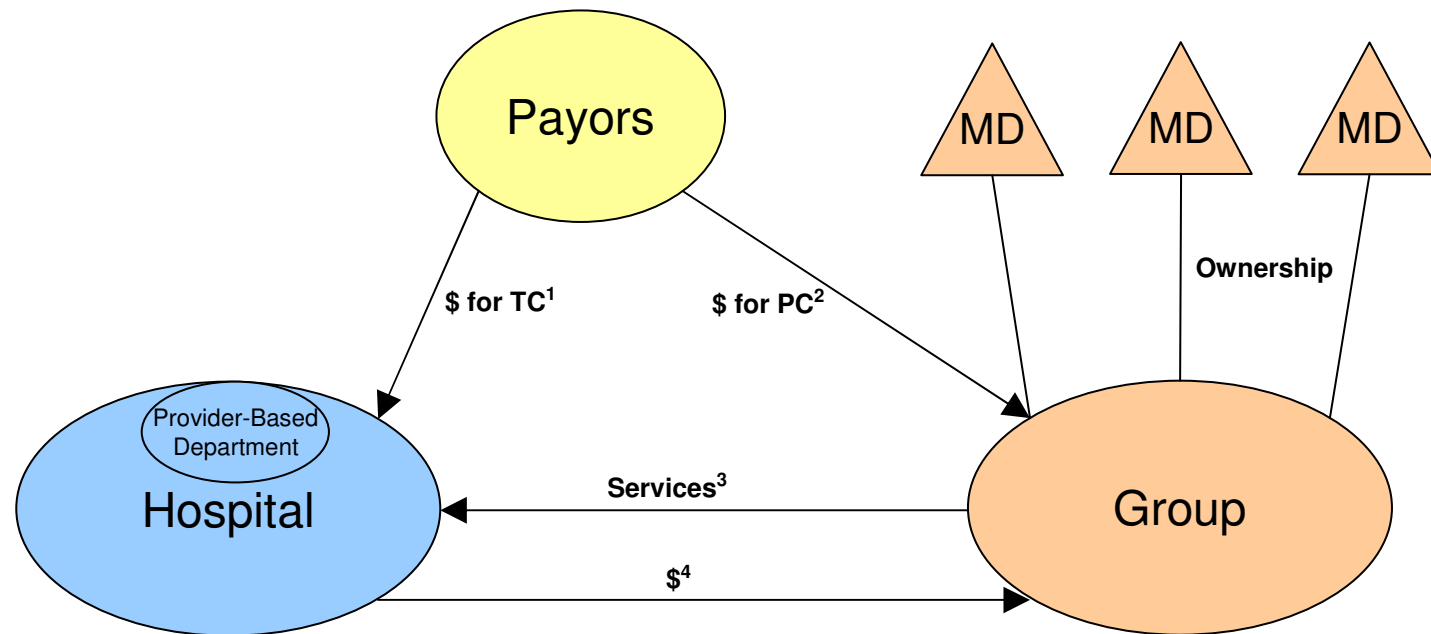 Payors
MD
MD
MD
Ownership
$ for TC¹
$ for PC²
Provider-Based
Department
Hospital
Services³
Group
$⁴